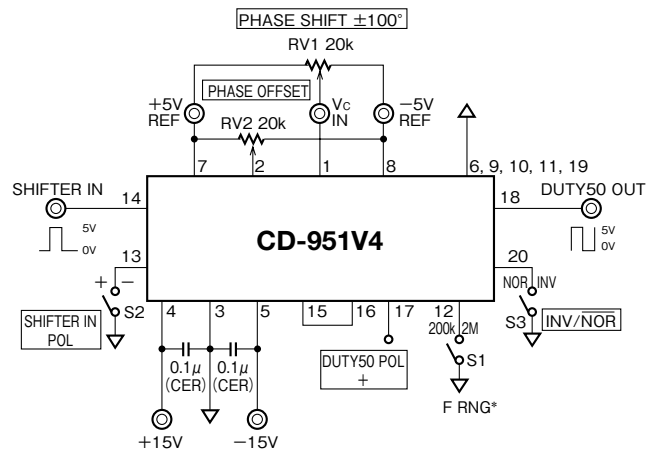 PHASE SHIFT ±100°
RV1 20k
PHASE OFFSET
+5V
REF
VC
IN
−5V
REF
RV2 20k
7
2
1
8
6, 9, 10, 11, 19
SHIFTER IN
14
18
DUTY50 OUT
5V
0V
CD-951V4
5V
0V
13
20
+ −
S2
NOR INV
S3
SHIFTER IN
POL
INV/NOR
4
3
5
15
16
17
12
200k 2M
S1
0.1μ
(CER)
0.1μ
(CER)
DUTY50 POL
+
F RNG*
+15V
−15V